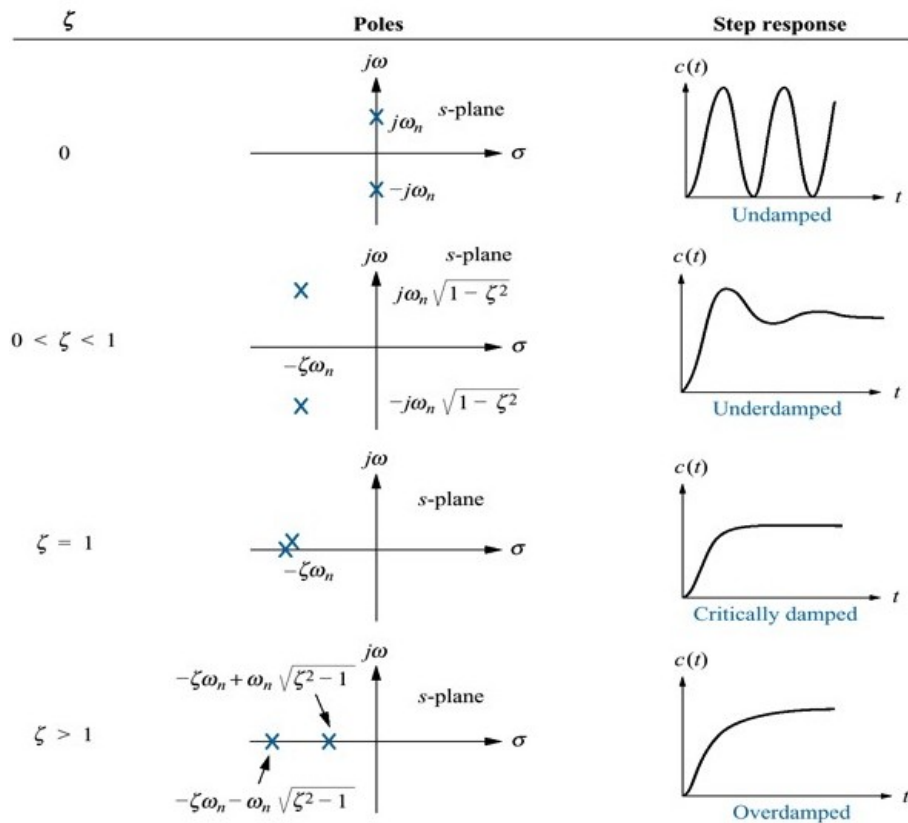 ζ Poles Step response
jω c(t)
s-plane
jωₙ
0 σ
−jωₙ t
Undamped
jω s-plane c(t)
jωₙ √1 − ζ²
0 < ζ < 1 σ
−ζωₙ
−jωₙ √1 − ζ² t
Underdamped
jω c(t)
s-plane
ζ = 1 σ
−ζωₙ
t
Critically damped
jω c(t)
−ζωₙ + ωₙ √ζ² − 1
s-plane
ζ > 1 σ
−ζωₙ − ωₙ √ζ² − 1 t
Overdamped